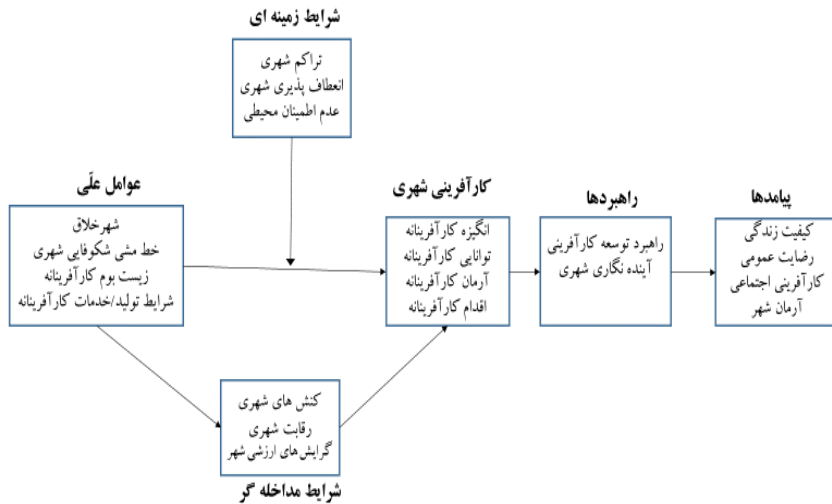 شرایط زمینه ای
تراکم شهری
انعطاف پذیری شهری
عدم اطمینان محیطی
عوامل علّی
شهرخلاق
خط مشی شکوفایی شهری
زیست بوم کارآفرینانه
شرایط تولید/خدمات کارآفرینانه
کارآفرینی شهری
انگیزه کارآفرینانه
توانایی کارآفرینانه
آرمان کارآفرینانه
اقدام کارآفرینانه
راهبردها
راهبرد توسعه کارآفرینی
آینده نگاری شهری
پیامدها
کیفیت زندگی
رضایت عمومی
کارآفرینی اجتماعی
آرمان شهر
کنش های شهری
رقابت شهری
گرایش های ارزشی شهر
شرایط مداخله گر